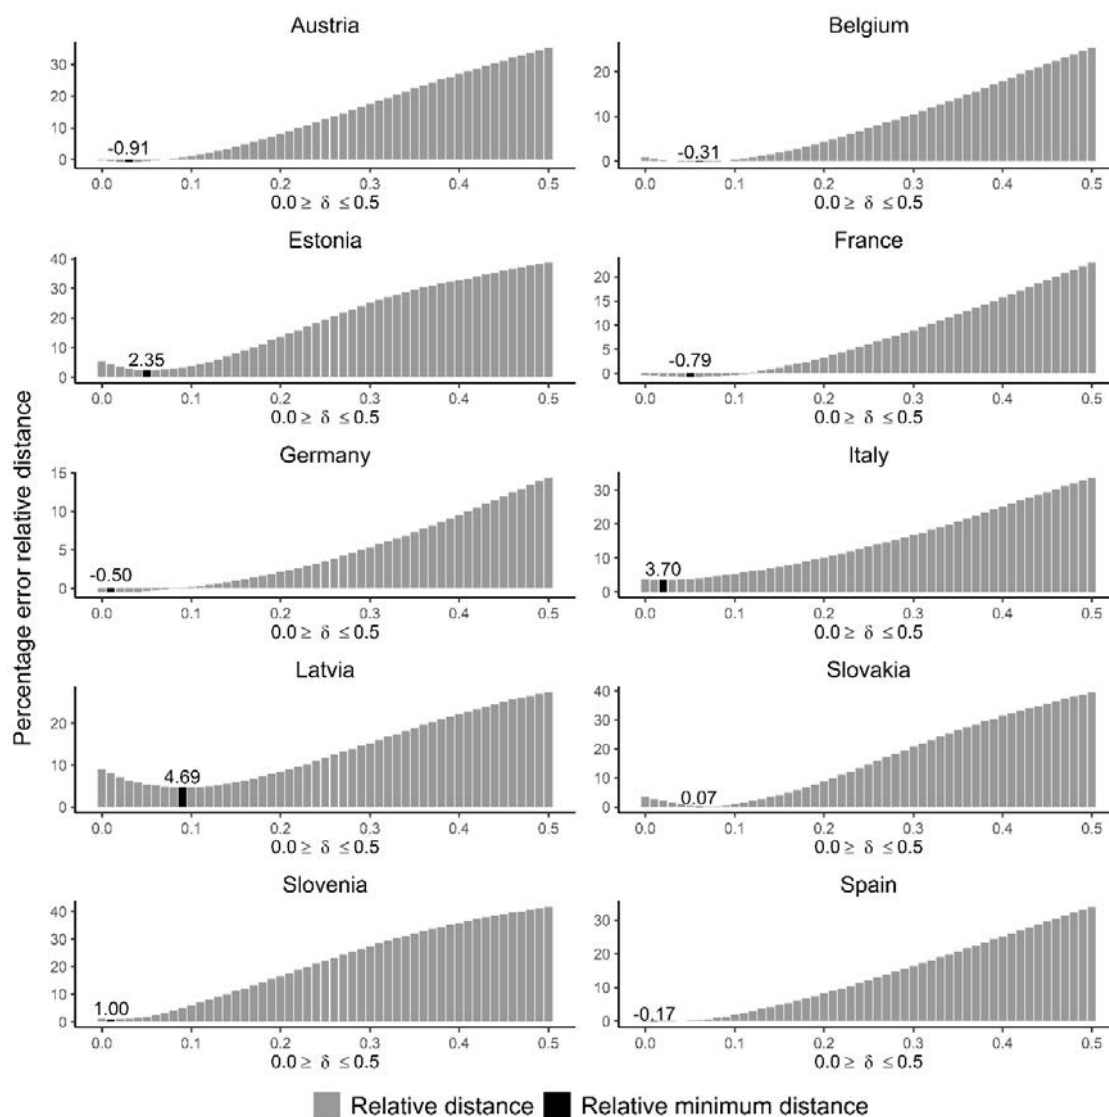 Austria
Belgium
30
20
10
0
-0.91
0.0 0.1 0.2 0.3 0.4 0.5
0.0 ≥ δ ≤ 0.5
20
10
0
-0.31
0.0 0.1 0.2 0.3 0.4 0.5
0.0 ≥ δ ≤ 0.5
Estonia
France
40
30
20
10
0
2.35
0.0 0.1 0.2 0.3 0.4 0.5
0.0 ≥ δ ≤ 0.5
20
10
5
0
-0.79
0.0 0.1 0.2 0.3 0.4 0.5
0.0 ≥ δ ≤ 0.5
Percentage error relative distance
Germany
Italy
15
10
5
0
-0.50
0.0 0.1 0.2 0.3 0.4 0.5
0.0 ≥ δ ≤ 0.5
30
20
10
0
3.70
0.0 0.1 0.2 0.3 0.4 0.5
0.0 ≥ δ ≤ 0.5
Latvia
Slovakia
20
10
0
4.69
0.0 0.1 0.2 0.3 0.4 0.5
0.0 ≥ δ ≤ 0.5
40
30
20
10
0
0.07
0.0 0.1 0.2 0.3 0.4 0.5
0.0 ≥ δ ≤ 0.5
Slovenia
Spain
40
30
20
10
0
1.00
0.0 0.1 0.2 0.3 0.4 0.5
0.0 ≥ δ ≤ 0.5
30
20
10
0
-0.17
0.0 0.1 0.2 0.3 0.4 0.5
0.0 ≥ δ ≤ 0.5
Relative distance Relative minimum distance